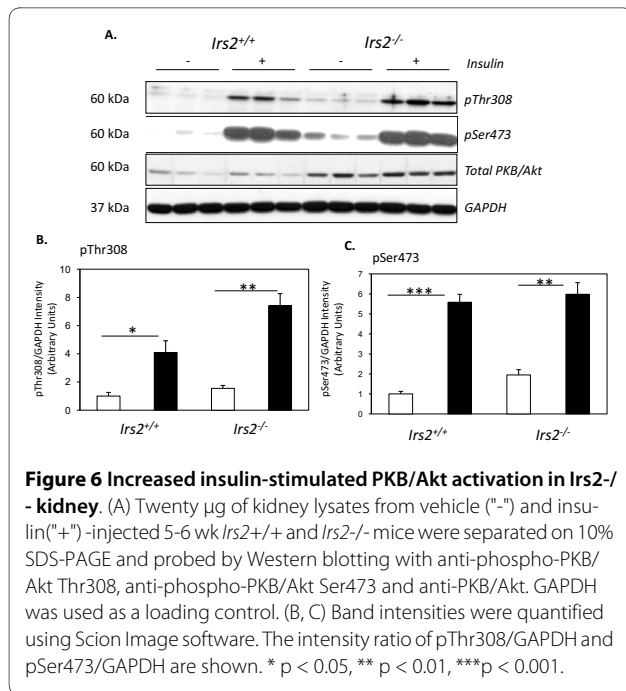 A.
Irs2+/+ Irs2-/-
- + - + Insulin
60 kDa pThr308
60 kDa pSer473
60 kDa Total PKB/Akt
37 kDa GAPDH
B.
pThr308
pThr308/GAPDH Intensity
(Arbitrary Units)
10
8
6
4
2
0
*
**
Irs2+/+ Irs2-/-
C.
pSer473
pSer473/GAPDH Intensity
(Arbitrary Units)
7
6
5
4
3
2
1
0
***
**
Irs2+/+ Irs2-/-
Figure 6 Increased insulin-stimulated PKB/Akt activation in Irs2-/
- kidney. (A) Twenty μg of kidney lysates from vehicle ("-") and insu-
lin("+") -injected 5-6 wk Irs2+/+ and Irs2-/- mice were separated on 10%
SDS-PAGE and probed by Western blotting with anti-phospho-PKB/
Akt Thr308, anti-phospho-PKB/Akt Ser473 and anti-PKB/Akt. GAPDH
was used as a loading control. (B, C) Band intensities were quantified
using Scion Image software. The intensity ratio of pThr308/GAPDH and
pSer473/GAPDH are shown. * p < 0.05, ** p < 0.01, ***p < 0.001.